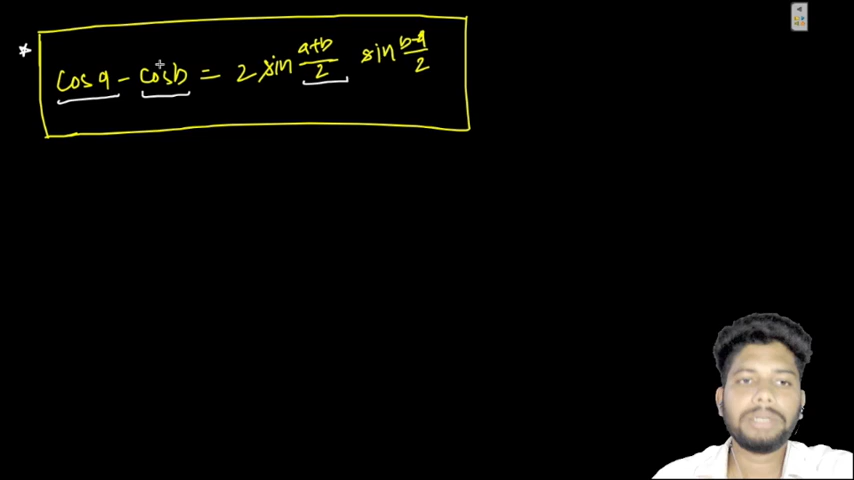 * cos a - cos b = 2 sin (a+b)/2 sin (b-a)/2